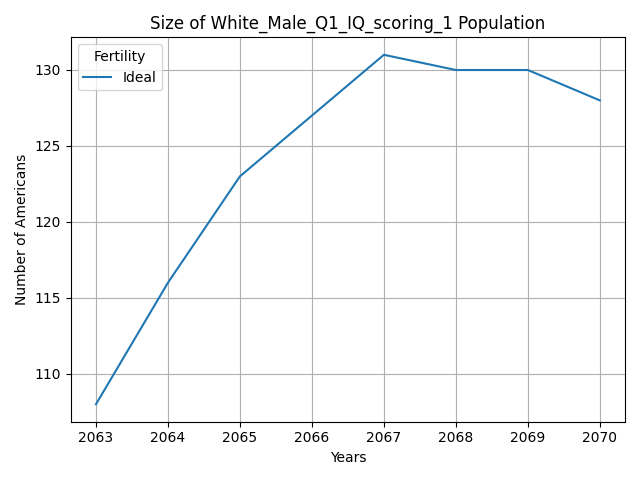 Size of White_Male_Q1_IQ_scoring_1 Population
Fertility
Ideal
130
125
120
115
110
Number of Americans
2063 2064 2065 2066 2067 2068 2069 2070
Years